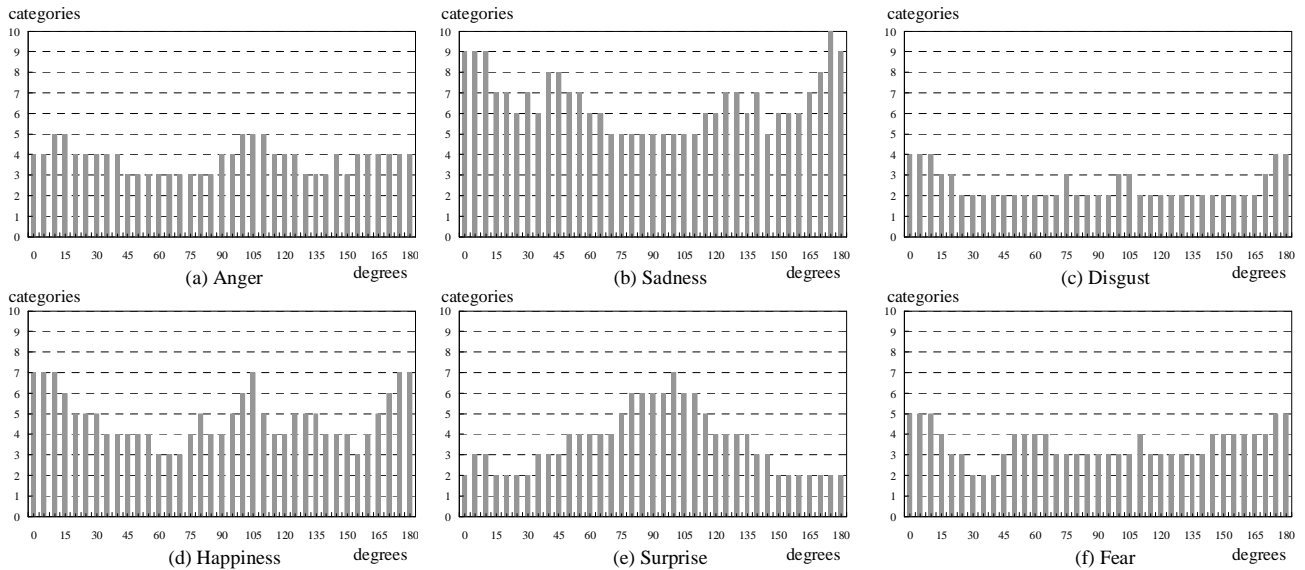 categories categories categories
10 10 10
9 9 9
8 8 8
7 7 7
6 6 6
5 5 5
4 4 4
3 3 3
2 2 2
1 1 1
0 0 0
0 15 30 45 60 75 90 105 120 135 150 165 180 0 15 30 45 60 75 90 105 120 135 150 165 180 0 15 30 45 60 75 90 105 120 135 150 165 180
(a) Anger degrees (b) Sadness degrees (c) Disgust degrees
categories categories categories
10 10 10
9 9 9
8 8 8
7 7 7
6 6 6
5 5 5
4 4 4
3 3 3
2 2 2
1 1 1
0 0 0
0 15 30 45 60 75 90 105 120 135 150 165 180 0 15 30 45 60 75 90 105 120 135 150 165 180 0 15 30 45 60 75 90 105 120 135 150 165 180
(d) Happiness degrees (e) Surprise degrees (f) Fear degrees